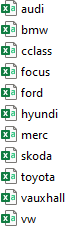 audi
bmw
cclass
focus
ford
hyundi
merc
skoda
toyota
vauxhall
vw